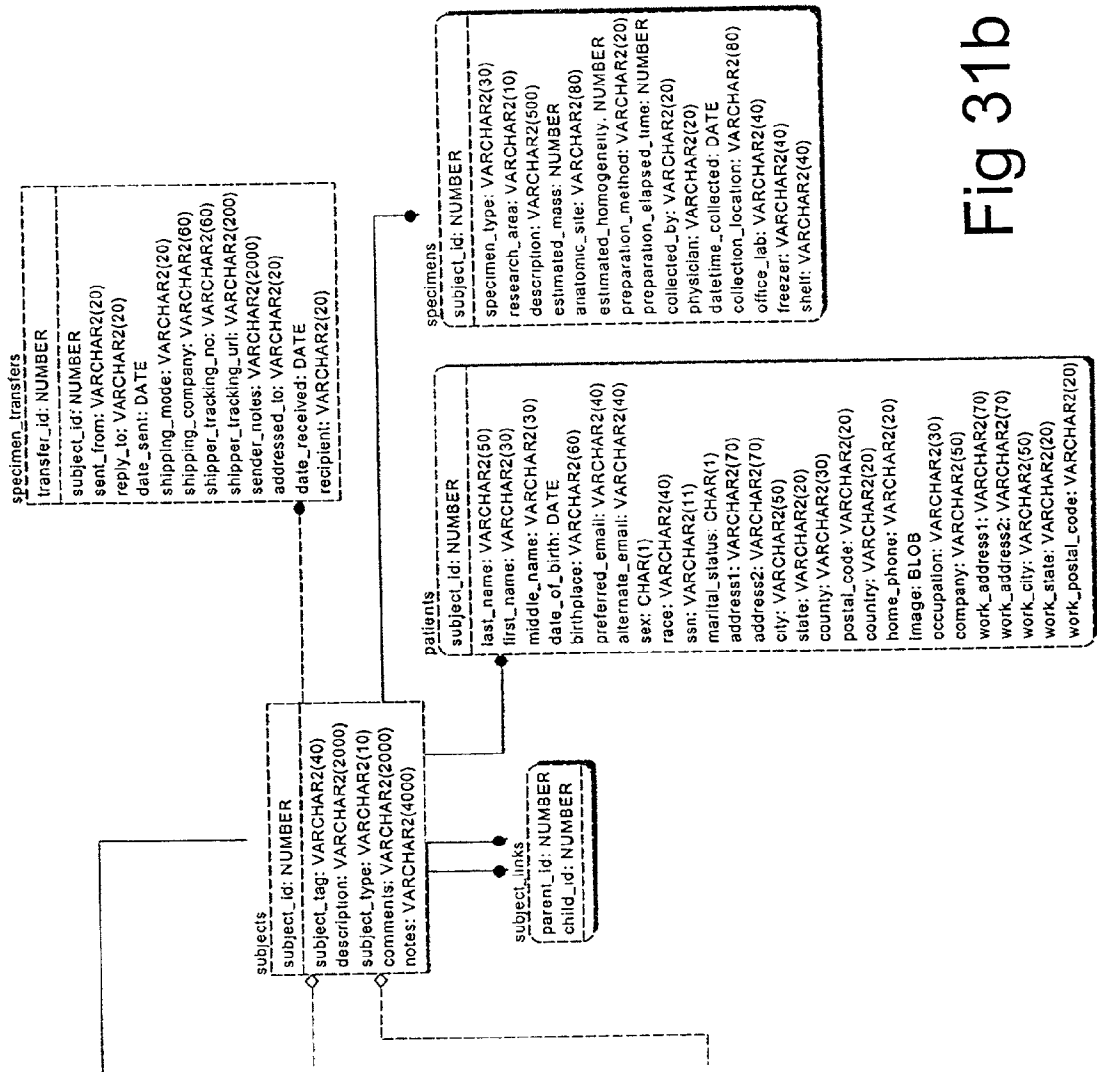 specimen_transfers
transfer_id: NUMBER
subject_id: NUMBER
sent_from: VARCHAR2(20)
reply_to: VARCHAR2(20)
date_sent: DATE
shipping_mode: VARCHAR2(20)
shipping_company: VARCHAR2(60)
shipper_tracking_no: VARCHAR2(60)
shipper_tracking_url: VARCHAR2(200)
sender_notes: VARCHAR2(2000)
addressed_to: VARCHAR2(20)
date_received: DATE
recipient: VARCHAR2(20)
subjects
subject_id: NUMBER
subject_tag: VARCHAR2(40)
description: VARCHAR2(2000)
subject_type: VARCHAR2(10)
comments: VARCHAR2(2000)
notes: VARCHAR2(4000)
subject_links
parent_id: NUMBER
child_id: NUMBER
patients
subject_id: NUMBER
last_name: VARCHAR2(50)
first_name: VARCHAR2(30)
middle_name: VARCHAR2(30)
date_of_birth: DATE
birthplace: VARCHAR2(60)
preferred_email: VARCHAR2(40)
alternate_email: VARCHAR2(40)
sex: CHAR(1)
race: VARCHAR2(40)
ssn: VARCHAR2(11)
marital_status: CHAR(1)
address1: VARCHAR2(70)
address2: VARCHAR2(70)
city: VARCHAR2(50)
state: VARCHAR2(20)
county: VARCHAR2(30)
postal_code: VARCHAR2(20)
country: VARCHAR2(20)
home_phone: VARCHAR2(20)
image: BLOB
occupation: VARCHAR2(30)
company: VARCHAR2(50)
work_address1: VARCHAR2(70)
work_address2: VARCHAR2(70)
work_city: VARCHAR2(50)
work_state: VARCHAR2(20)
work_postal_code: VARCHAR2(20)
specimens
subject_id: NUMBER
specimen_type: VARCHAR2(30)
research_area: VARCHAR2(10)
description: VARCHAR2(500)
estimated_mass: NUMBER
anatomic_site: VARCHAR2(80)
estimated_homogeneity: NUMBER
preparation_method: VARCHAR2(20)
preparation_elapsed_time: NUMBER
collected_by: VARCHAR2(20)
physician: VARCHAR2(20)
datetime_collected: DATE
collection_location: VARCHAR2(80)
office_lab: VARCHAR2(40)
freezer: VARCHAR2(40)
shelf: VARCHAR2(40)
Fig 31b